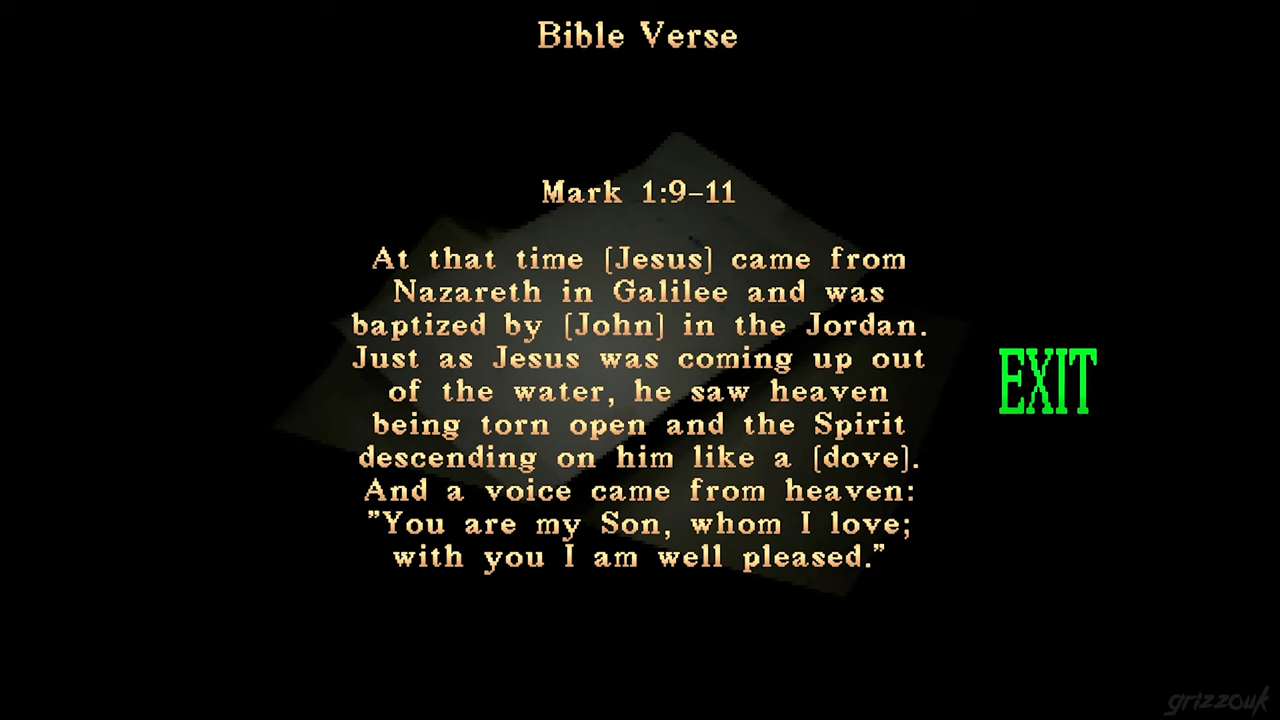 Bible Verse
Mark 1:9-11
At that time [Jesus] came from
Nazareth in Galilee and was
baptized by [John] in the Jordan.
Just as Jesus was coming up out
of the water, he saw heaven
being torn open and the Spirit
descending on him like a [dove].
And a voice came from heaven:
"You are my Son, whom I love;
with you I am well pleased."
EXIT
grizzouk